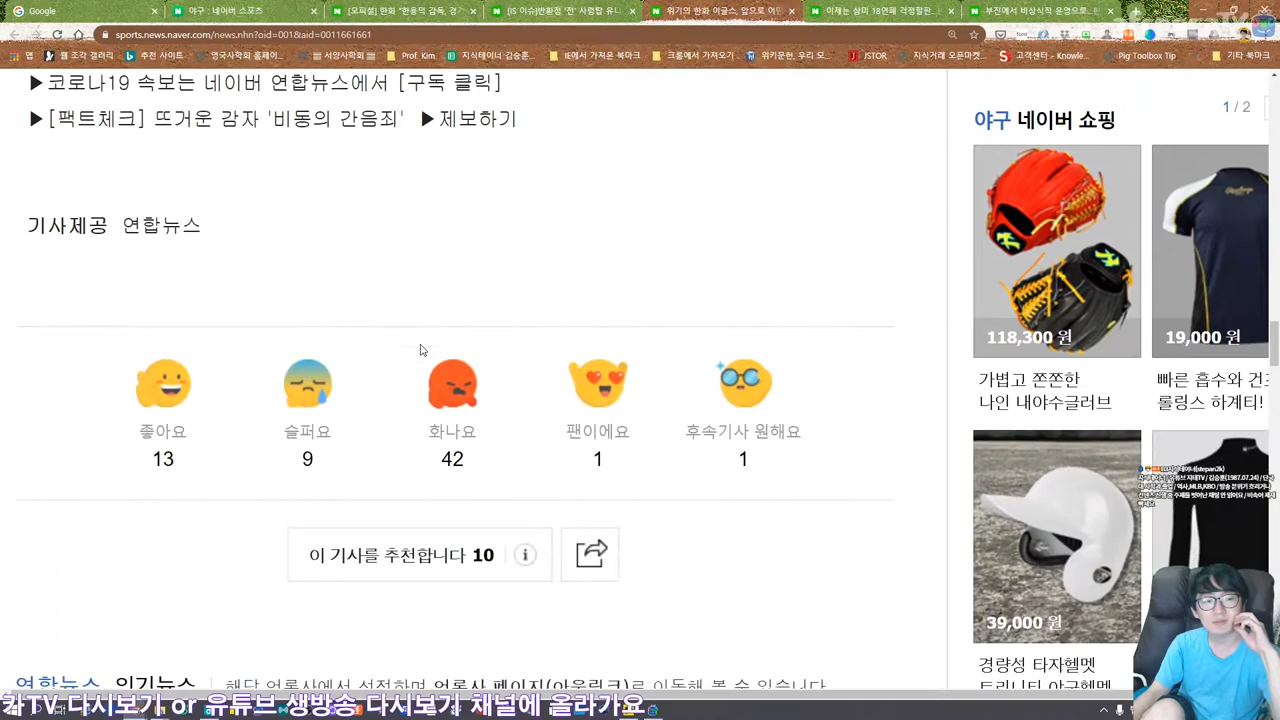 Google
야구 : 네이버 스포츠
[오피셜] 한화 "한용덕 감독, 경기
[IS 이슈]반환점 '전' 사령탑 유
위기의 한화 이글스, 앞으로 어떤
이제는 삼미 18연패 걱정할판
부진에서 비상식적 운영으로
sports.news.naver.com/news.nhn?oid=001&aid=0011661661
앱
웹 조각 갤러리
추천 사이트
영국사학회 홈페이
서양사학회
Prof. Kim
지식테이너 김승훈
IE에서 가져온 북마크
크롬에서 가져오기
위키문헌, 우리 모
JSTOR
지식거래 오픈마켓
고객센터 - Knowle...
Pig Toolbox Tip
기타 북마크
▶코로나19 속보는 네이버 연합뉴스에서 [구독 클릭]
▶[팩트체크] 뜨거운 감자 '비동의 간음죄' ▶제보하기
기사제공 연합뉴스
좋아요
슬퍼요
화나요
팬이에요
후속기사 원해요
13
9
42
1
1
이 기사를 추천합니다 10
연합뉴스 인기뉴스
해당 언론사에서 선정하며 언론사 페이지(아웃링크)로 이동해 볼 수 있습니다
야구 네이버 쇼핑
1 / 2
118,300 원
19,000 원
가볍고 쫀쫀한
나인 내야수글러브
빠른 흡수와 건조
롤링스 하계티!
39,000 원
경량성 타자헬멧
트리니티 야구헬멧
카TV 다시보기 or 유튜브 생방송 다시보기 채널에 올라가요